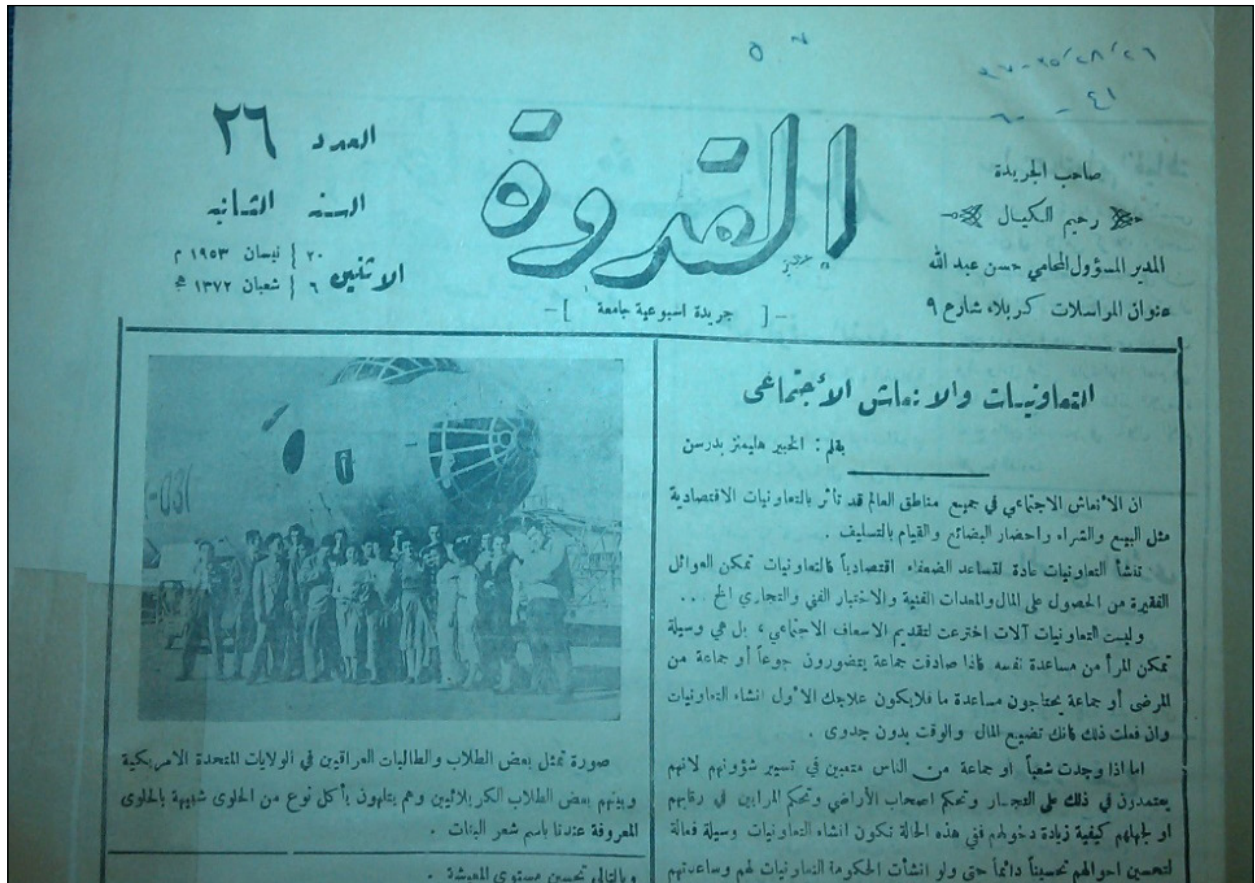 صاحب الجريدة
رحيم الكيال
المدير المسؤول المحامي حسن عبد الله
عنوان المراسلات كربلاء شارع ٩
القدوة
-[ جريدة اسبوعية جامعة ]-
العدد ٢٦
السنه الثانيه
الاثنين
٢٠ نيسان ١٩٥٣ م
٦ شعبان ١٣٧٢ هج
التعاونيات والانعاش الأجتماعى
بقلم : الخبير هليمنز بدرسن
ان الأنعاش الاجتماعي في جميع مناطق العالم قد تأثر بالتعاونيات الاقتصادية
مثل البيع والشراء واحضار البضائع والقيام بالتسليف .
تنشأ التعاونيات عادة لتساعد الضعفاء اقتصادياً فالتعاونيات تمكن العوائل
الفقيرة من الحصول على المال والمعدات الفنية والاختبار الفني والتجاري الخ ...
وليست التعاونيات آلات اخترعت لتقديم الاسعاف الاجتماعي ، بل هي وسيلة
تمكن المرأ من مساعدة نفسه فاذا صادفت جماعة يتضورون جوعاً أو جماعة من
المرضى أو جماعة يحتاجون مساعدة ما فلايكون علاجك الأول انشاء التعاونيات
وان فعلت ذلك فانك تضيع المال والوقت بدون جدوى .
اما اذا وجدت شعباً او جماعة من الناس متعبين في تسيير شؤونهم لانهم
يعتمدون في ذلك على التجار وتحكم اصحاب الأراضي وتحكم المرابين في رقابهم
او لجهلهم كيفية زيادة دخولهم ففي هذه الحالة تكون انشاء التعاونيات وسيلة فعالة
لتحسين احوالهم تحسيناً دائماً حتى ولو انشأت الحكومة التعاونيات لهم وساعدتهم
-031
صورة تمثل بعض الطلاب والطالبات العراقيين في الولايات المتحدة الامريكية
وبينهم بعض الطلاب الكربلائيين وهم يتلهون بأكل نوع من الحلوى شبيهة بالحلوى
المعروفة عندنا باسم شعر البنات .
وبالتالي تحسين مستوى المعيشة .